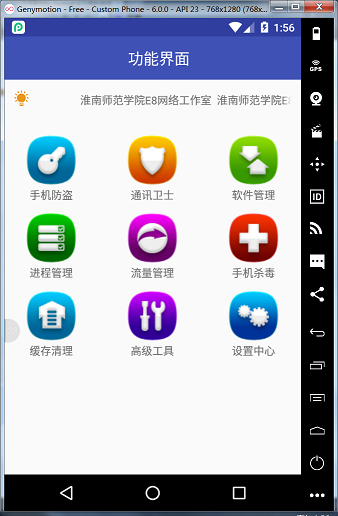 Genymotion - Free - Custom Phone - 6.0.0 - API 23 - 768x1280 (768x...
1:56
功能界面
淮南师范学院E8网络工作室 淮南师范学院E8
手机防盗 通讯卫士 软件管理
进程管理 流量管理 手机杀毒
缓存清理 高级工具 设置中心
GPS
ID